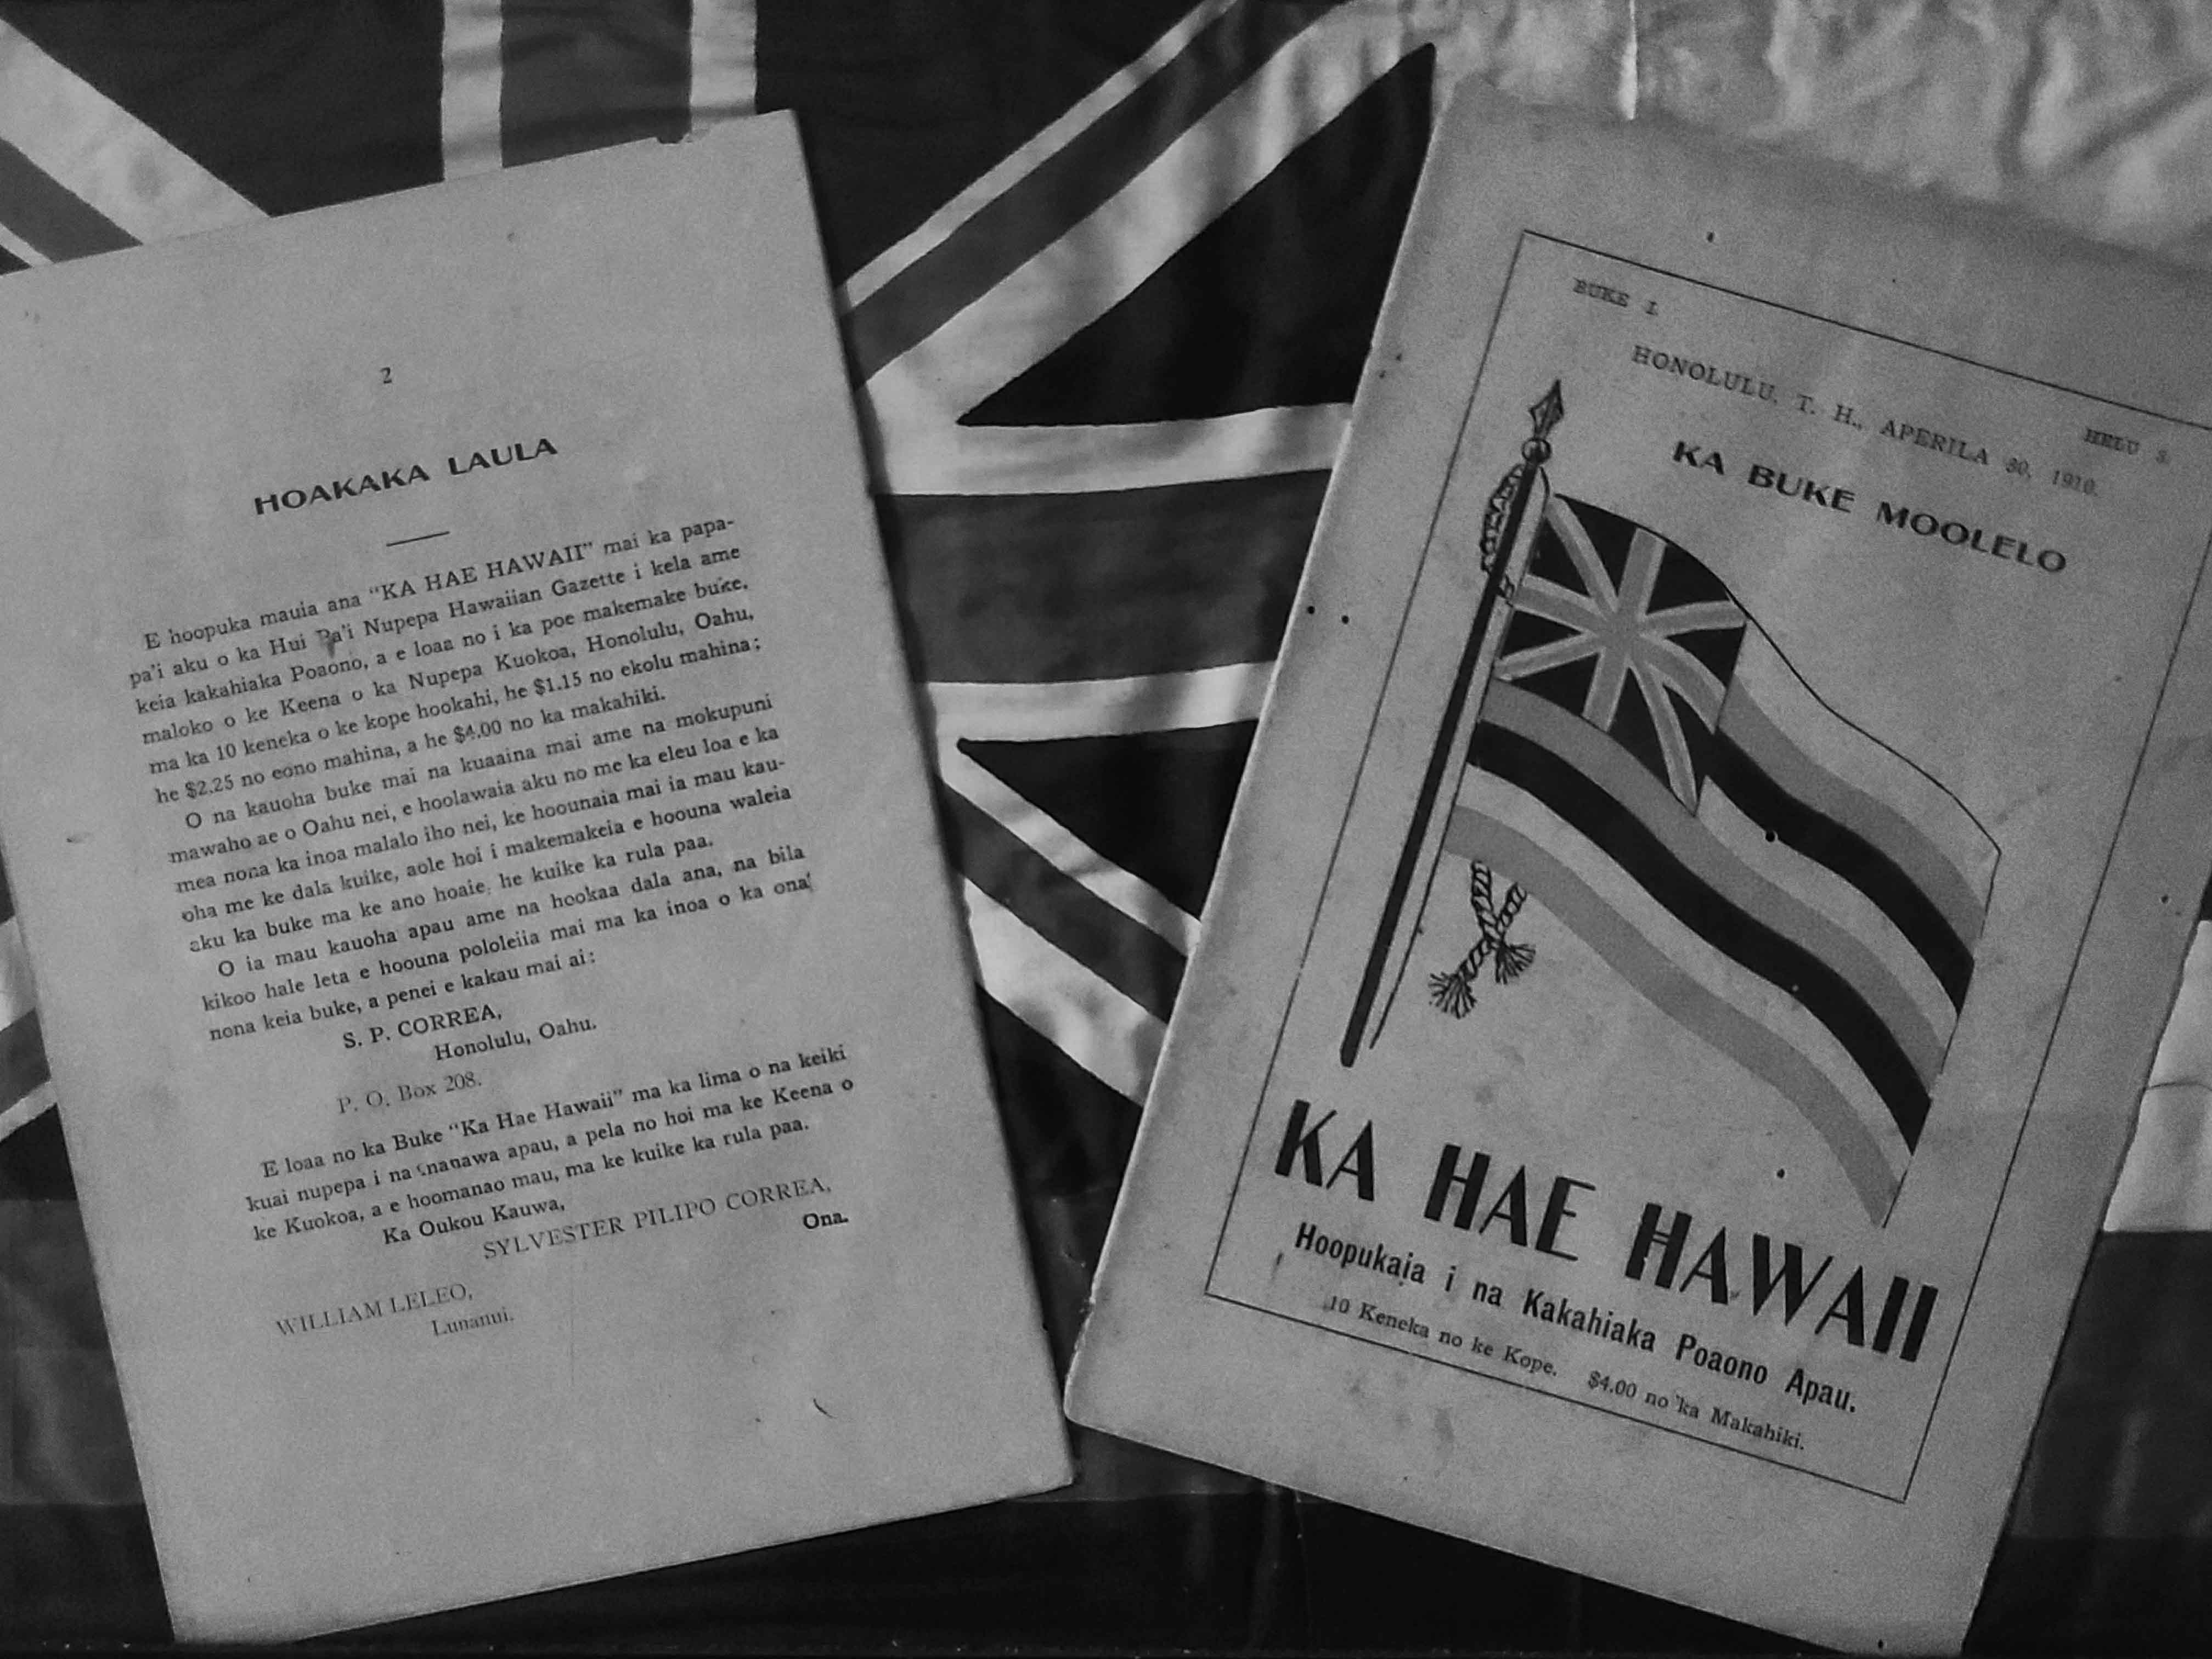 2
HOAKAKA LAULA
E hoopuka mauia ana "KA HAE HAWAII" mai ka papa-
pa'i aku o ka Hui Pa'i Nupepa Hawaiian Gazette i kela ame
keia kakahiaka Poaono, a e loaa no i ka poe makemake buke,
maloko o ke Keena o ka Nupepa Kuokoa, Honolulu, Oahu,
ma ka 10 keneka o ke kope hookahi, he $1.15 no ekolu mahina;
he $2.25 no eono mahina, a he $4.00 no ka makahiki.
O na kauoha buke mai na kuaaina mai ame na mokupuni
mawaho ae o Oahu nei, e hoolawaia aku no me ka eleu loa e ka
mea nona ka inoa malalo iho nei, ke hoounaia mai ia mau kau-
oha me ke dala kuike, aole hoi i makemakeia e hoouna waleia
aku ka buke ma ke ano hoaie, he kuike ka rula paa.
O ia mau kauoha apau ame na hookaa dala ana, na bila
kikoo hale leta e hoouna pololeiia mai ma ka inoa o ka ona
nona keia buke, a penei e kakau mai ai:
S. P. CORREA,
Honolulu, Oahu.
P. O. Box 208.
E loaa no ka Buke "Ka Hae Hawaii" ma ka lima o na keiki
kuai nupepa i na apau, a pela no hoi ma ke Keena o
ke Kuokoa, a e hoomanao mau, ma ke kuike ka rula paa.
Ka Oukou Kauwa,
SYLVESTER PILIPO CORREA,
Ona.
WILLIAM LELEO,
Lunanui.
BUKE I.
HELU 3.
HONOLULU, T. H., APERILA 30, 1910.
KA BUKE MOOLELO
KA HAE HAWAII
Hoopukaia i na Kakahiaka Poaono Apau.
10 Keneka no ke Kope. $4.00 no ka Makahiki.